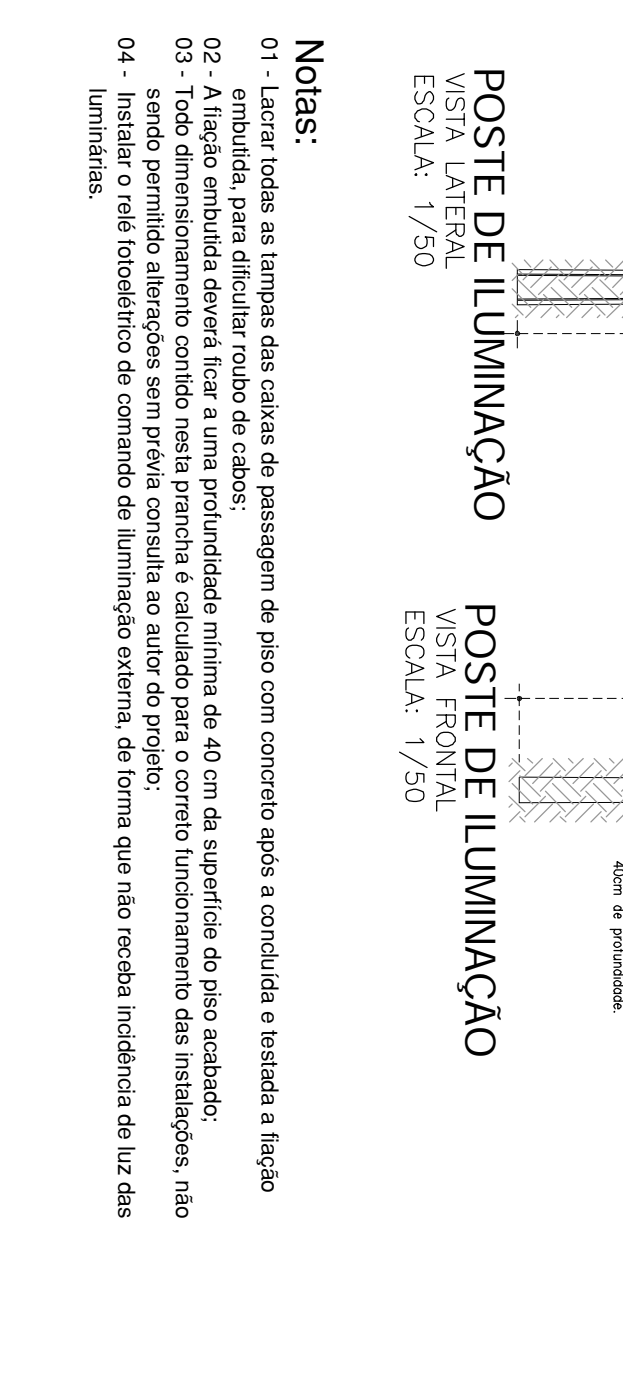 40cm de profundidade.
POSTE DE ILUMINAÇÃO
VISTA LATERAL
ESCALA: 1/50
POSTE DE ILUMINAÇÃO
VISTA FRONTAL
ESCALA: 1/50
Notas:
01 - Lacrar todas as tampas das caixas de passagem de piso com concreto após a concluída e testada a fiação
embutida, para dificultar roubo de cabos;
02 - A fiação embutida deverá ficar a uma profundidade mínima de 40 cm da superfície do piso acabado;
03 - Todo dimensionamento contido nesta prancha é calculado para o correto funcionamento das instalações, não
sendo permitido alterações sem prévia consulta ao autor do projeto;
04 - Instalar o relé fotoelétrico de comando de iluminação externa, de forma que não receba incidência de luz das
luminárias.